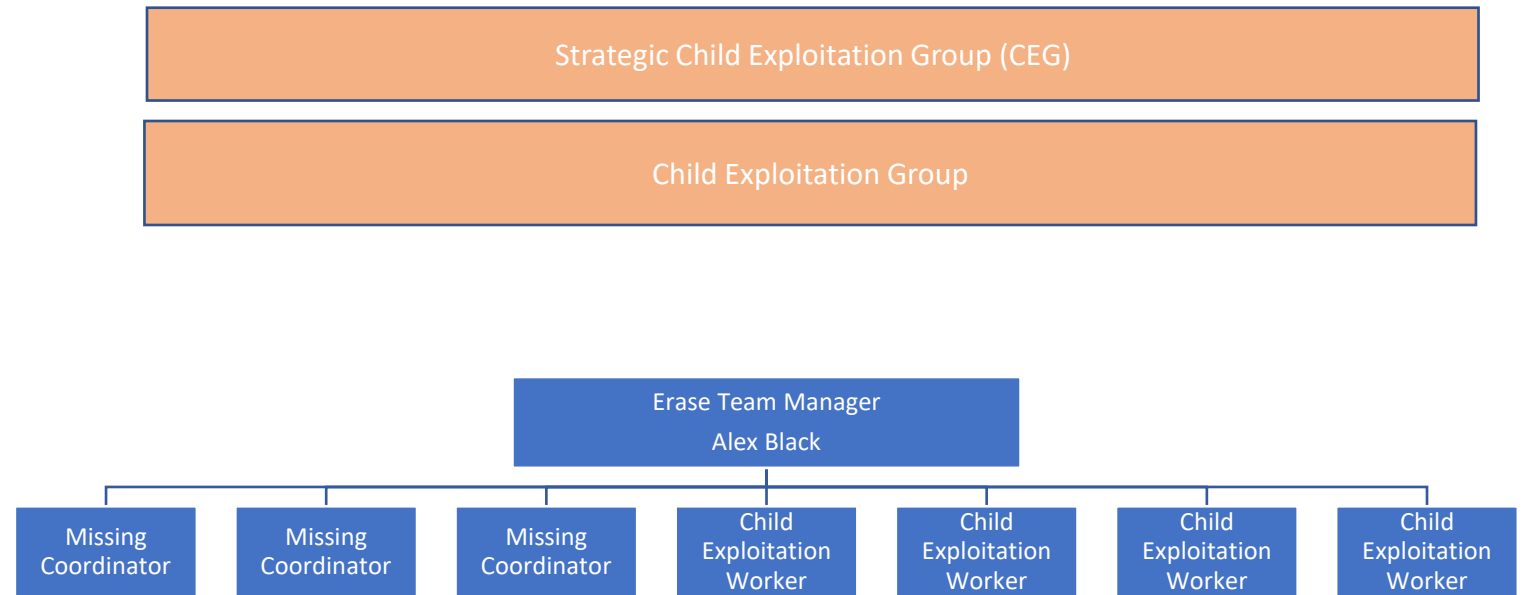 Strategic Child Exploitation Group (CEG)
Child Exploitation Group
Erase Team Manager
Alex Black
Missing
Coordinator
Missing
Coordinator
Missing
Coordinator
Child
Exploitation
Worker
Child
Exploitation
Worker
Child
Exploitation
Worker
Child
Exploitation
Worker